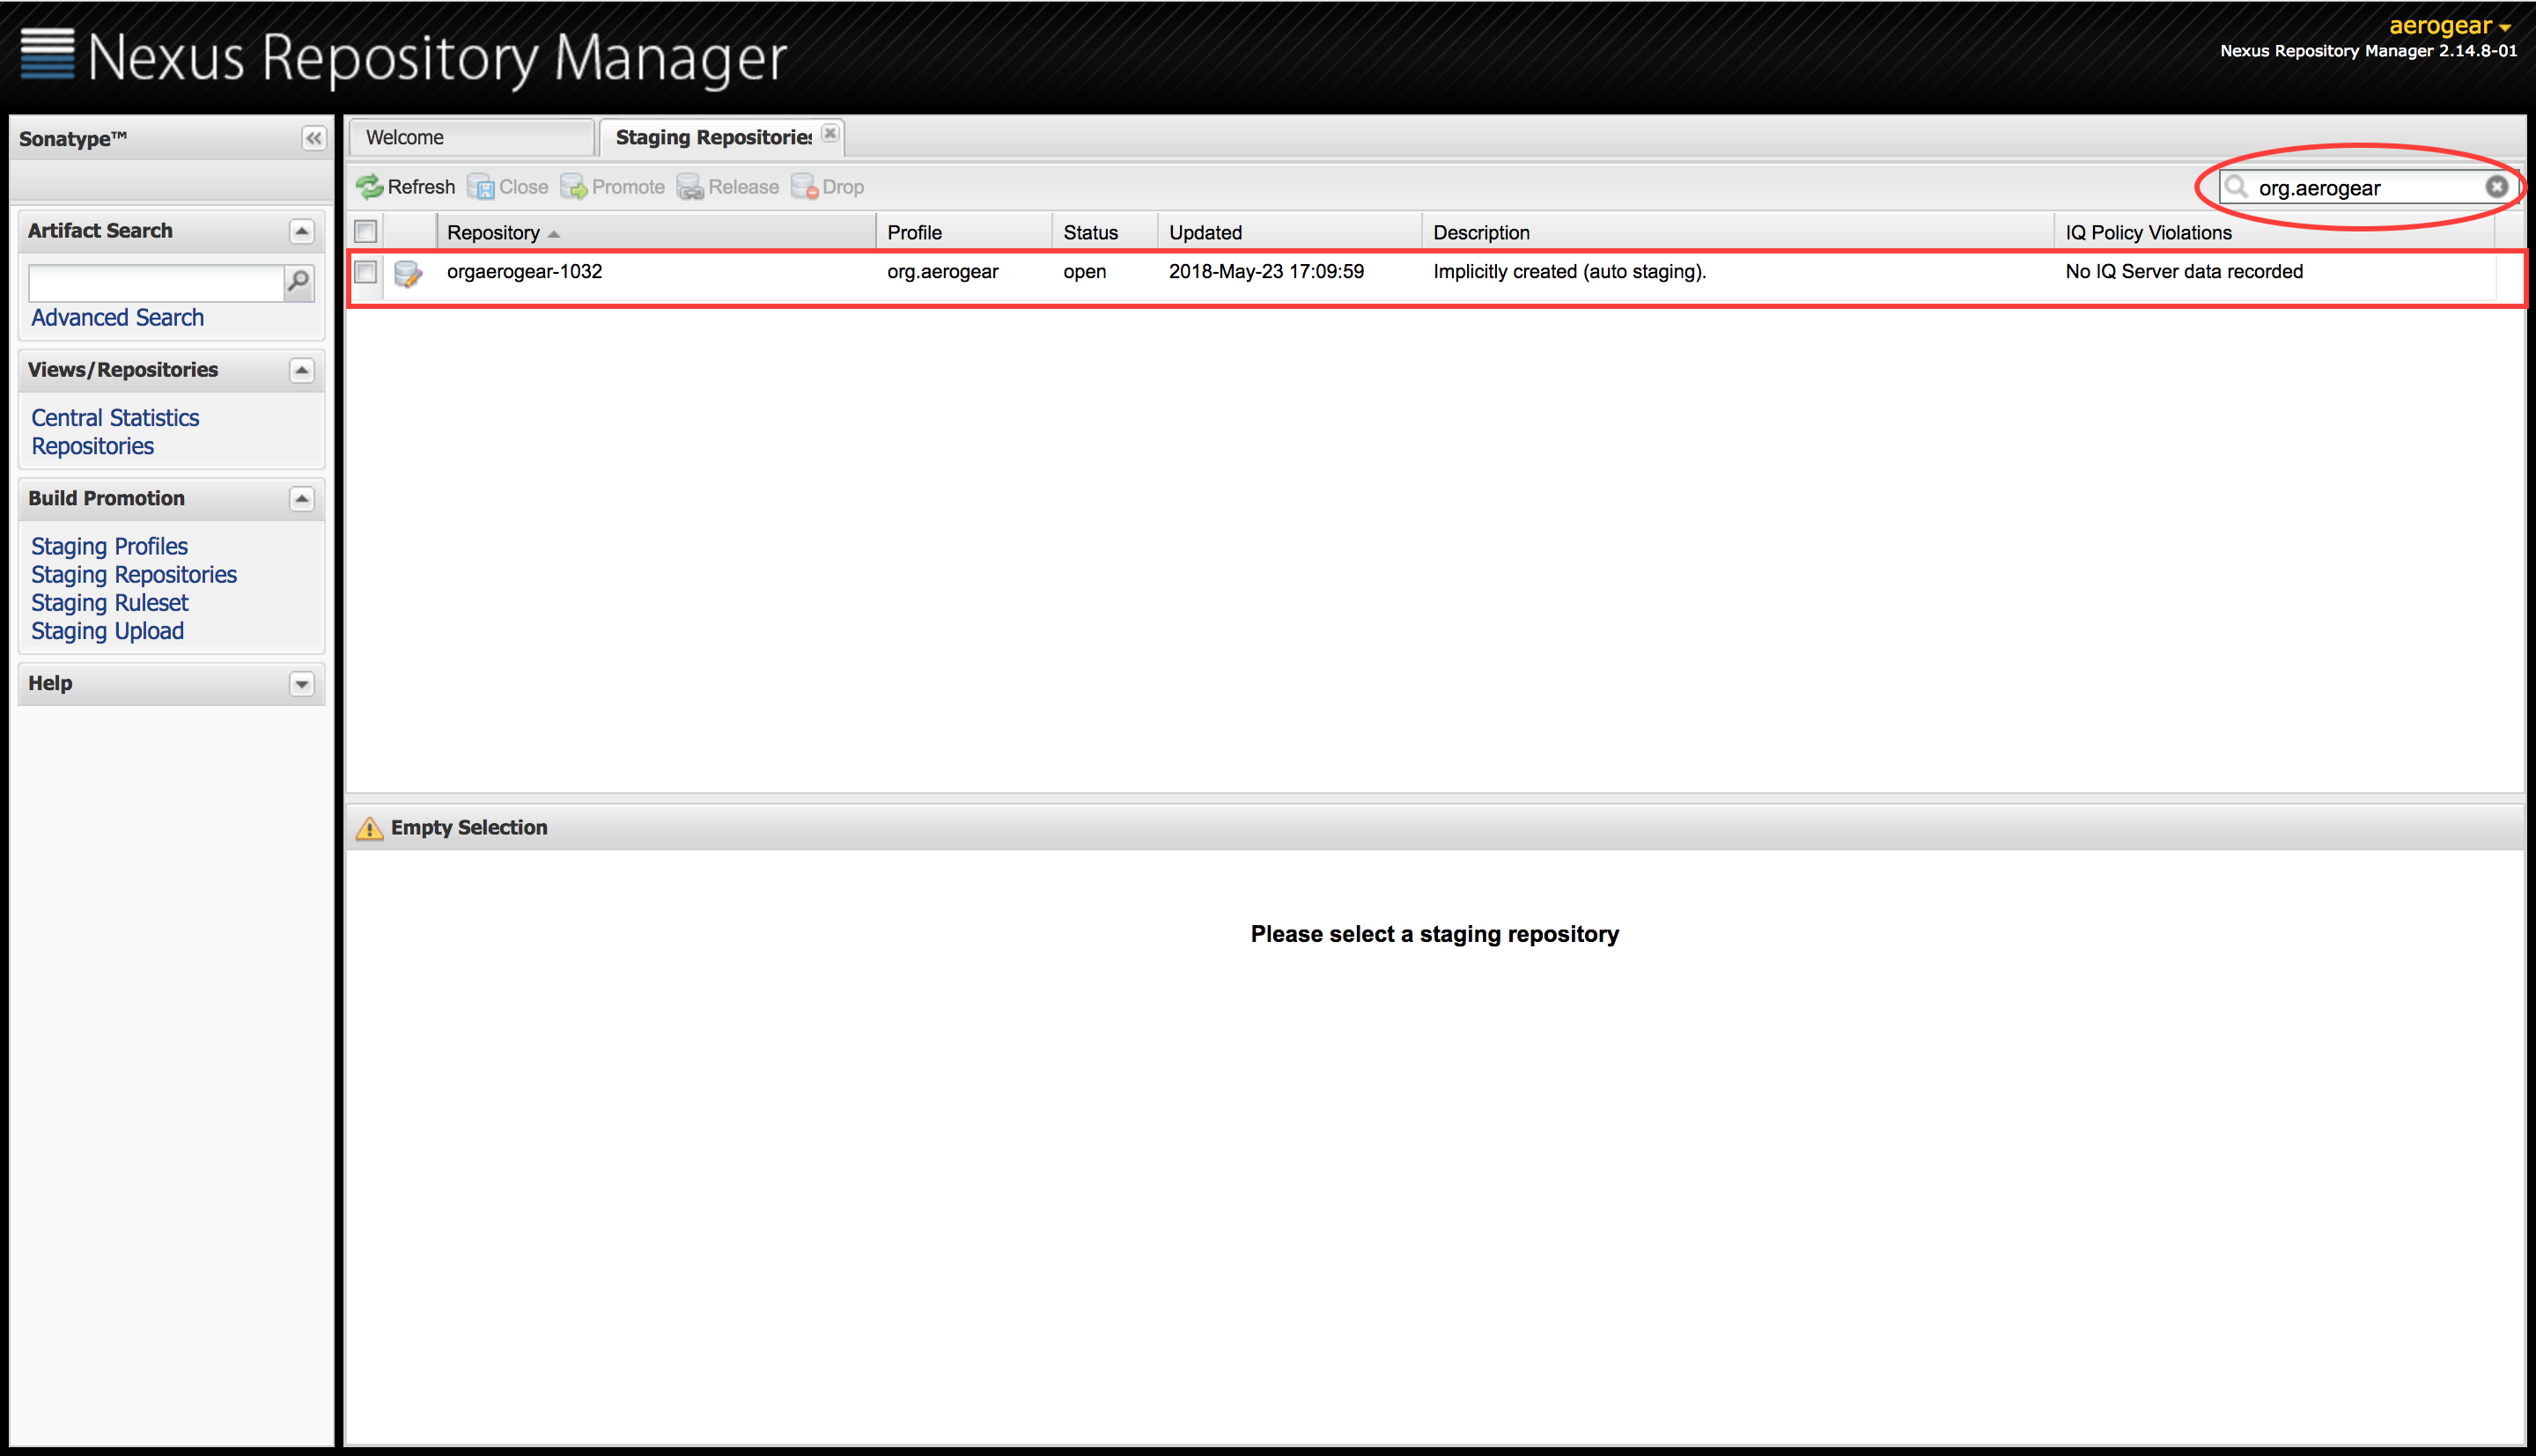 Nexus Repository Manager
aerogear
Nexus Repository Manager 2.14.8-01
Sonatype™
Artifact Search
Advanced Search
Views/Repositories
Central Statistics
Repositories
Build Promotion
Staging Profiles
Staging Repositories
Staging Ruleset
Staging Upload
Help
Welcome Staging Repositories
Refresh Close Promote Release Drop org.aerogear
Repository Profile Status Updated Description IQ Policy Violations
orgaerogear-1032 org.aerogear open 2018-May-23 17:09:59 Implicitly created (auto staging). No IQ Server data recorded
Empty Selection
Please select a staging repository